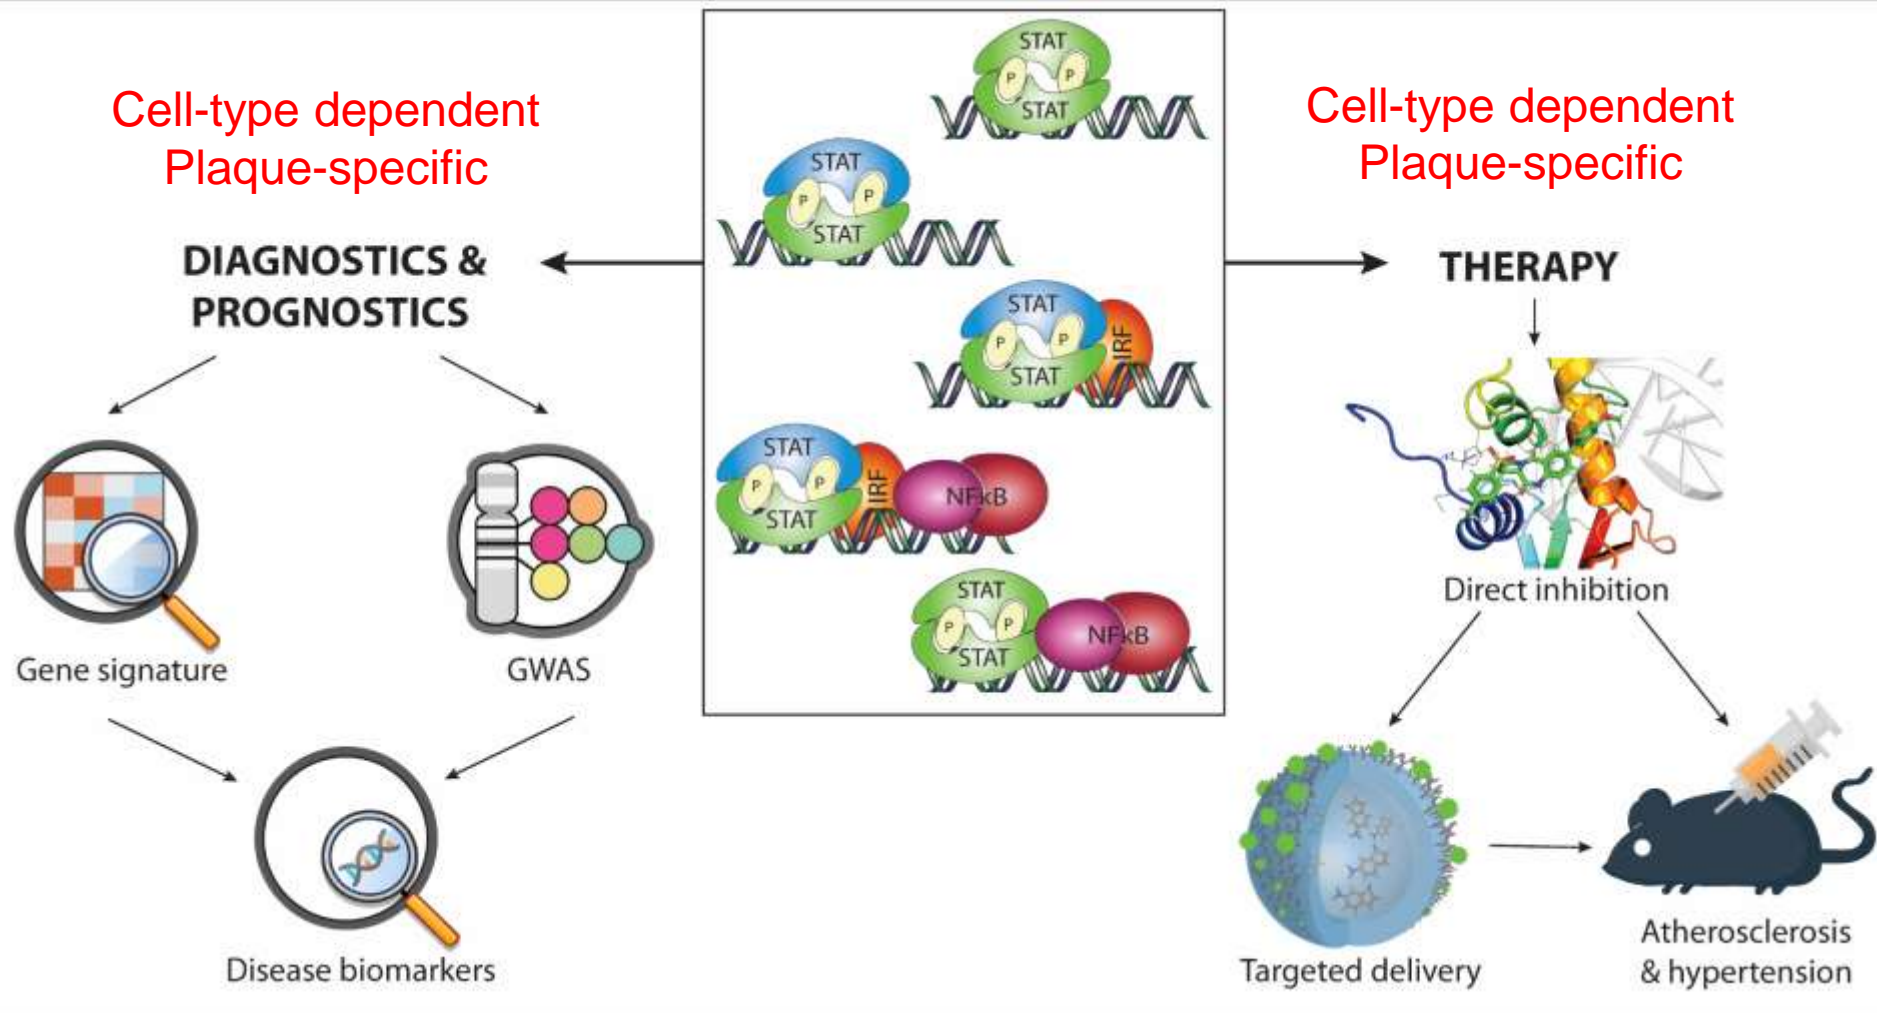 Cell-type dependent
Plaque-specific
DIAGNOSTICS &
PROGNOSTICS
Gene signature
GWAS
Disease biomarkers
STAT
P
P
STAT
STAT
P
P
STAT
STAT
P
P
STAT
IRF
STAT
P
P
STAT
IRF
NFkB
STAT
P
P
STAT
NFkB
Cell-type dependent
Plaque-specific
THERAPY
Direct inhibition
Targeted delivery
Atherosclerosis
& hypertension